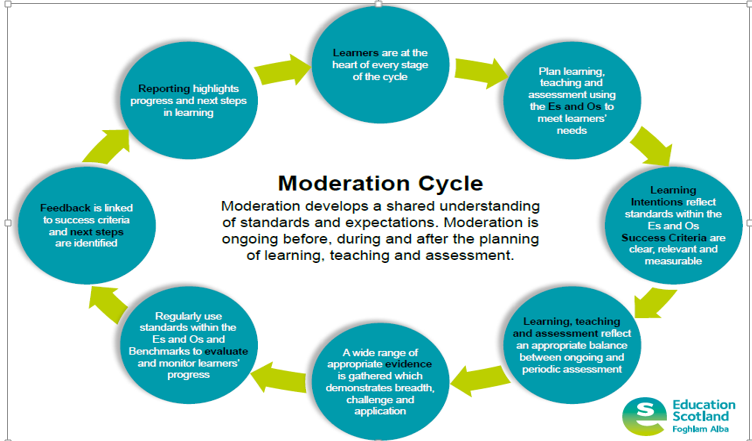 Moderation Cycle
Moderation develops a shared understanding
of standards and expectations. Moderation is
ongoing before, during and after the planning
of learning, teaching and assessment.
Learners are at the
heart of every stage
of the cycle
Plan learning,
teaching and
assessment using
the Es and Os to
meet learners'
needs
Learning
Intentions reflect
standards within the
Es and Os
Success Criteria are
clear, relevant and
measurable
Learning, teaching
and assessment reflect
an appropriate balance
between ongoing and
periodic assessment
A wide range of
appropriate evidence
is gathered which
demonstrates breadth,
challenge and
application
Regularly use
standards within the
Es and Os and
Benchmarks to evaluate
and monitor learners'
progress
Feedback is linked
to success criteria
and next steps
are identified
Reporting highlights
progress and next steps
in learning
Education
Scotland
Foghlam Alba